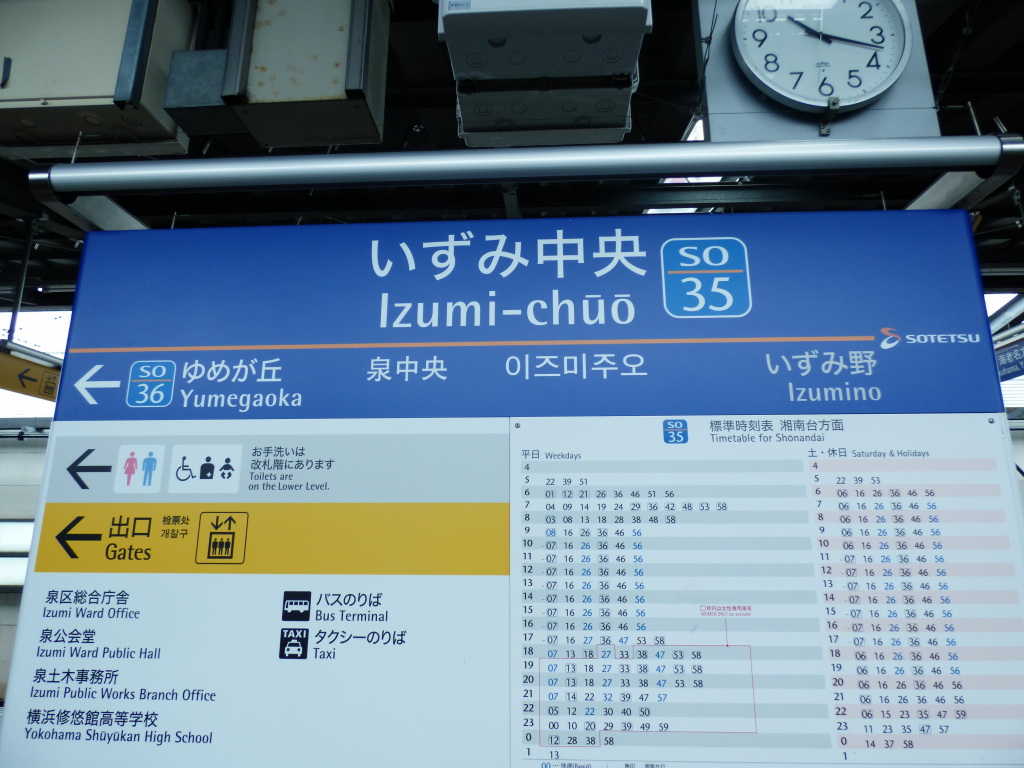 10 2
9 3
8 4
7 6 5
いずみ中央
Izumi-chūō
SO
35
SOTETSU
SO
36
ゆめが丘
Yumegaoka
泉中央
이즈미주오
いずみ野
Izumino
お手洗いは
改札階にあります
Toilets are
on the Lower Level.
出口
Gates
检票处
개찰구
泉区総合庁舎
Izumi Ward Office
泉公会堂
Izumi Ward Public Hall
泉土木事務所
Izumi Public Works Branch Office
横浜修悠館高等学校
Yokohama Shūyūkan High School
バスのりば
Bus Terminal
TAXI
タクシーのりば
Taxi
SO
35
標準時刻表 湘南台方面
Timetable for Shōnandai
平日 Weekdays
4
5 22 39 51
6 01 12 21 26 36 46 51 56
7 04 09 14 19 24 29 36 42 48 53 58
8 03 08 13 18 28 38 48 58
9 08 16 26 36 46 56
10 07 16 26 36 46 56
11 07 16 26 36 46 56
12 07 16 26 36 46 56
13 07 16 26 36 46 56
14 07 16 26 36 46 56
15 07 16 26 36 46 56
16 07 16 26 36 46 56
17 07 16 27 36 47 53 58
18 07 13 18 27 33 38 47 53 58
19 07 13 18 27 33 38 47 53 58
20 07 13 18 27 33 38 47 53 58
21 07 14 22 32 39 47 57
22 05 12 22 30 40 50
23 00 10 20 29 39 49 59
0 12 28 38 58
1 13
土・休日 Saturday & Holidays
4
5 22 39 53
6 06 16 26 36 46 56
7 06 16 26 36 46 56
8 06 16 26 36 46 56
9 06 16 26 36 46 56
10 06 16 26 36 46 56
11 07 16 26 36 46 56
12 07 16 26 36 46 56
13 07 16 26 36 46 56
14 07 16 26 36 46 56
15 07 16 26 36 46 56
16 07 16 26 36 46 56
17 06 16 26 36 46 56
18 06 16 26 36 46 56
19 06 16 26 36 46 56
20 06 16 26 36 46 56
21 06 16 26 36 46 56
22 06 15 23 35 47 59
23 11 23 35 47 57
0 14 37 58
1